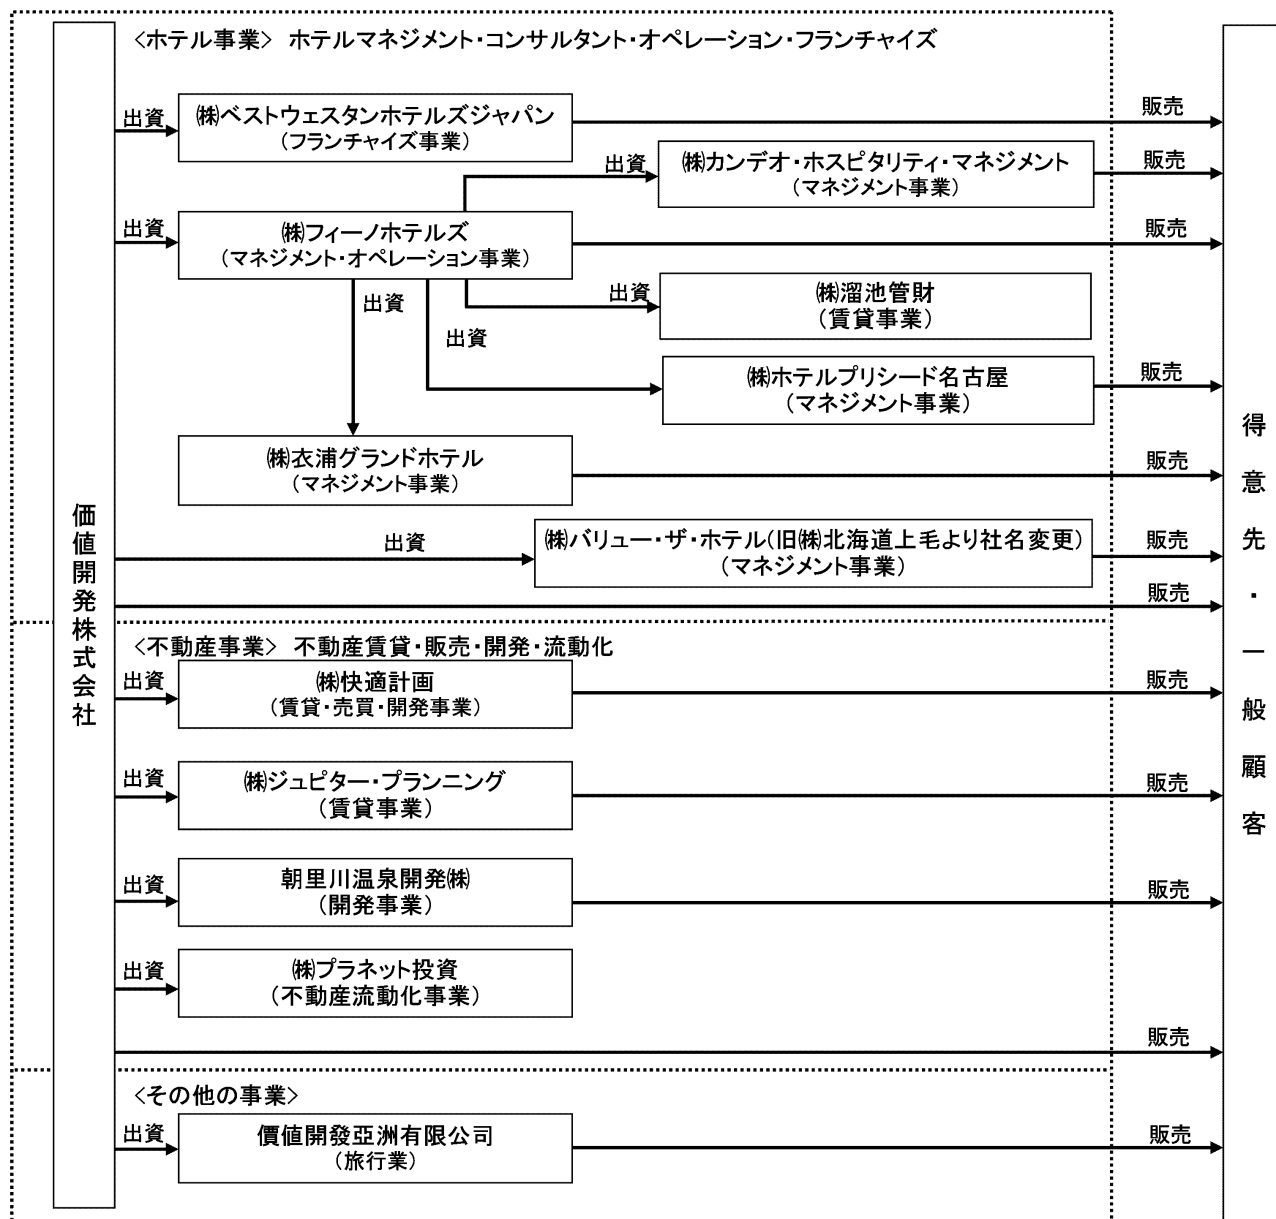 <ホテル事業> ホテルマネジメント・コンサルタント・オペレーション・フランチャイズ
出資
㈱ベストウェスタンホテルズジャパン
(フランチャイズ事業)
販売
出資
㈱カンデオ・ホスピタリティ・マネジメント
(マネジメント事業)
販売
出資
㈱フィーノホテルズ
(マネジメント・オペレーション事業)
販売
出資
出資
㈱溜池管財
(賃貸事業)
出資
㈱ホテルプリシード名古屋
(マネジメント事業)
販売
㈱衣浦グランドホテル
(マネジメント事業)
販売
出資
㈱バリュー・ザ・ホテル(旧㈱北海道上毛より社名変更)
(マネジメント事業)
販売
販売
価値開発株式会社
得意先・一般顧客
<不動産事業> 不動産賃貸・販売・開発・流動化
出資
㈱快適計画
(賃貸・売買・開発事業)
販売
出資
㈱ジュピター・プランニング
(賃貸事業)
販売
出資
朝里川温泉開発㈱
(開発事業)
販売
出資
㈱プラネット投資
(不動産流動化事業)
販売
<その他の事業>
出資
價値開發亞洲有限公司
(旅行業)
販売